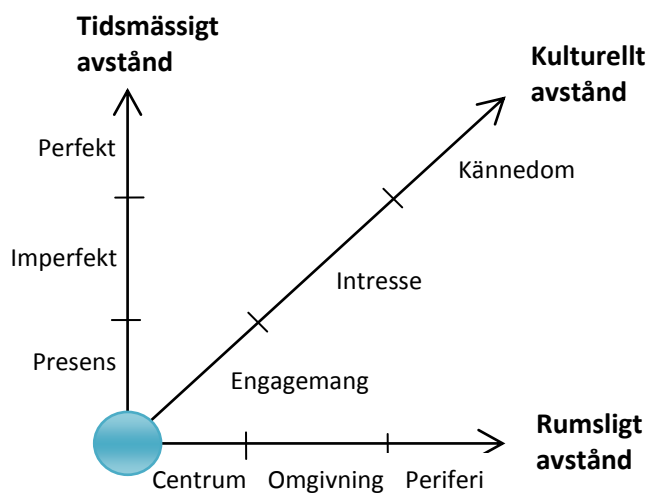 Tidsmässigt
avstånd
Kulturellt
avstånd
Perfekt
Kännedom
Imperfekt
Intresse
Presens
Engagemang
Rumsligt
avstånd
Centrum
Omgivning
Periferi